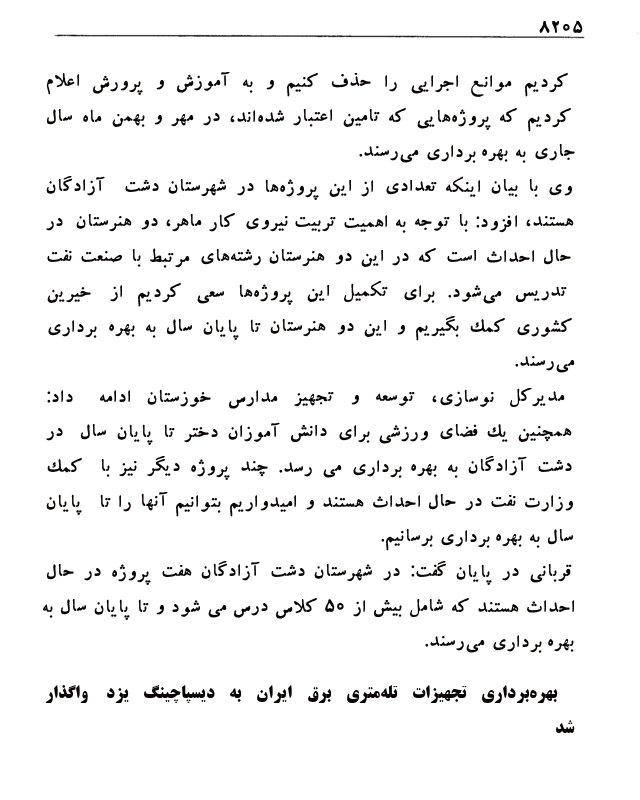 ۸۲۰۵
کردیم موانع اجرایی را حذف کنیم و به آموزش و پرورش اعلام
کردیم که پروژه‌هایی که تامین اعتبار شده‌اند، در مهر و بهمن ماه سال
جاری به بهره برداری می‌رسند.
وی با بیان اینکه تعدادی از این پروژه‌ها در شهرستان دشت آزادگان
هستند، افزود: با توجه به اهمیت تربیت نیروی کار ماهر، دو هنرستان در
حال احداث است که در این دو هنرستان رشته‌های مرتبط با صنعت نفت
تدریس می‌شود. برای تکمیل این پروژه‌ها سعی کردیم از خیرین
کشوری کمك بگیریم و این دو هنرستان تا پایان سال به بهره برداری
می‌رسند.
مدیرکل نوسازی، توسعه و تجهیز مدارس خوزستان ادامه داد:
همچنین یك فضای ورزشی برای دانش آموزان دختر تا پایان سال در
دشت آزادگان به بهره برداری می رسد. چند پروژه دیگر نیز با کمك
وزارت نفت در حال احداث هستند و امیدواریم بتوانیم آنها را تا پایان
سال به بهره برداری برسانیم.
قربانی در پایان گفت: در شهرستان دشت آزادگان هفت پروژه در حال
احداث هستند که شامل بیش از ۵۰ کلاس درس می شود و تا پایان سال به
بهره برداری می‌رسند.
بهره‌برداری تجهیزات تله‌متری برق ایران به دیسپاچینگ یزد واگذار
شد